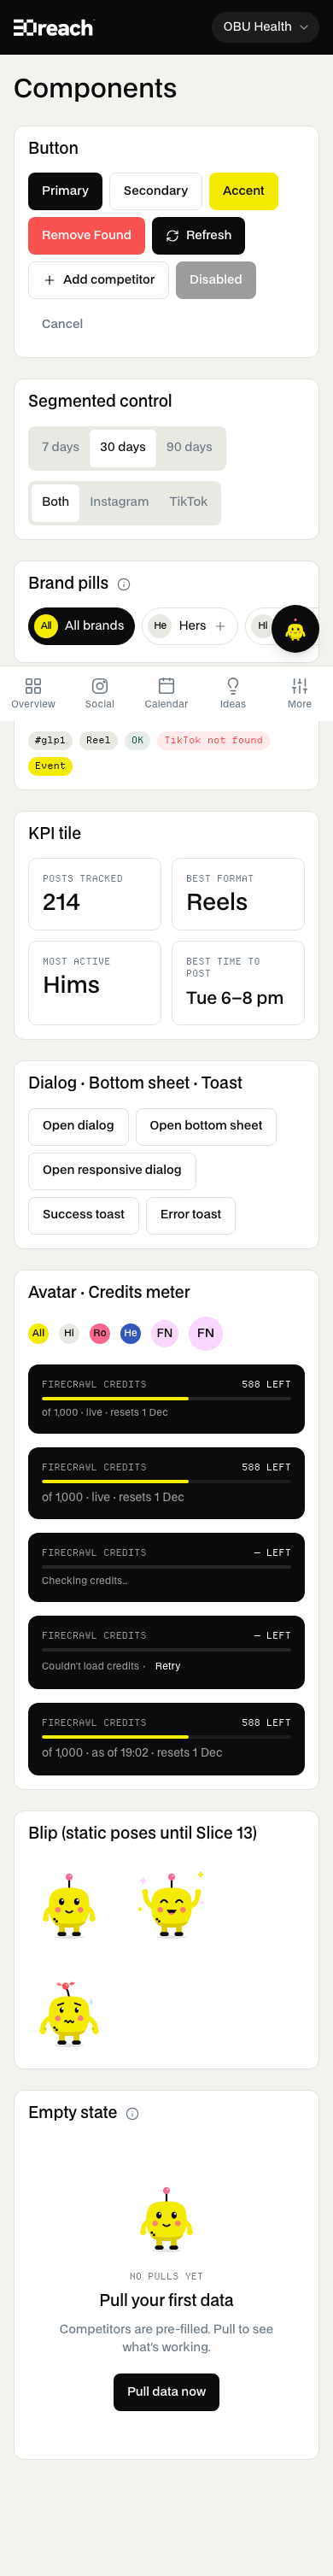 reach
OBU Health
Components
Button
Primary
Secondary
Accent
Remove Found
Refresh
Add competitor
Disabled
Cancel
Segmented control
7 days
30 days
90 days
Both
Instagram
TikTok
Brand pills
All
All brands
He
Hers
Hi
Overview
Social
Calendar
Ideas
More
#glp1
Reel
OK
TikTok not found
Event
KPI tile
POSTS TRACKED
214
BEST FORMAT
Reels
MOST ACTIVE
Hims
BEST TIME TO
POST
Tue 6–8 pm
Dialog · Bottom sheet · Toast
Open dialog
Open bottom sheet
Open responsive dialog
Success toast
Error toast
Avatar · Credits meter
All
Hi
Ro
He
FN
FN
FIRECRAWL CREDITS
588 LEFT
of 1,000 · live · resets 1 Dec
FIRECRAWL CREDITS
588 LEFT
of 1,000 · live · resets 1 Dec
FIRECRAWL CREDITS
— LEFT
Checking credits…
FIRECRAWL CREDITS
— LEFT
Couldn't load credits ·
Retry
FIRECRAWL CREDITS
588 LEFT
of 1,000 · as of 19:02 · resets 1 Dec
Blip (static poses until Slice 13)
Empty state
NO PULLS YET
Pull your first data
Competitors are pre-filled. Pull to see
what's working.
Pull data now